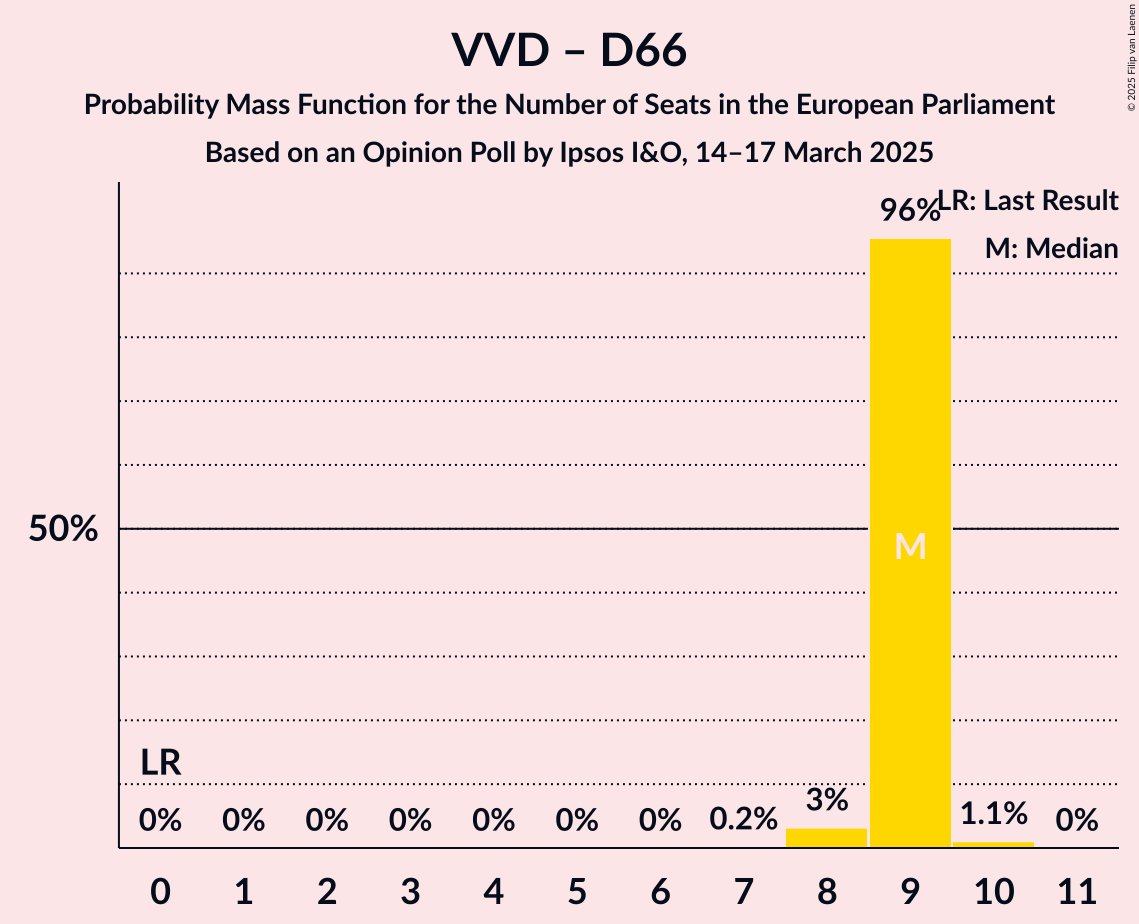 VVD – D66
Probability Mass Function for the Number of Seats in the European Parliament
Based on an Opinion Poll by Ipsos I&O, 14–17 March 2025
© 2025 Filip van Laenen
LR: Last Result
M: Median
96%
50%
M
LR
0% 0% 0% 0% 0% 0% 0% 0.2% 3% 1.1% 0%
0 1 2 3 4 5 6 7 8 9 10 11